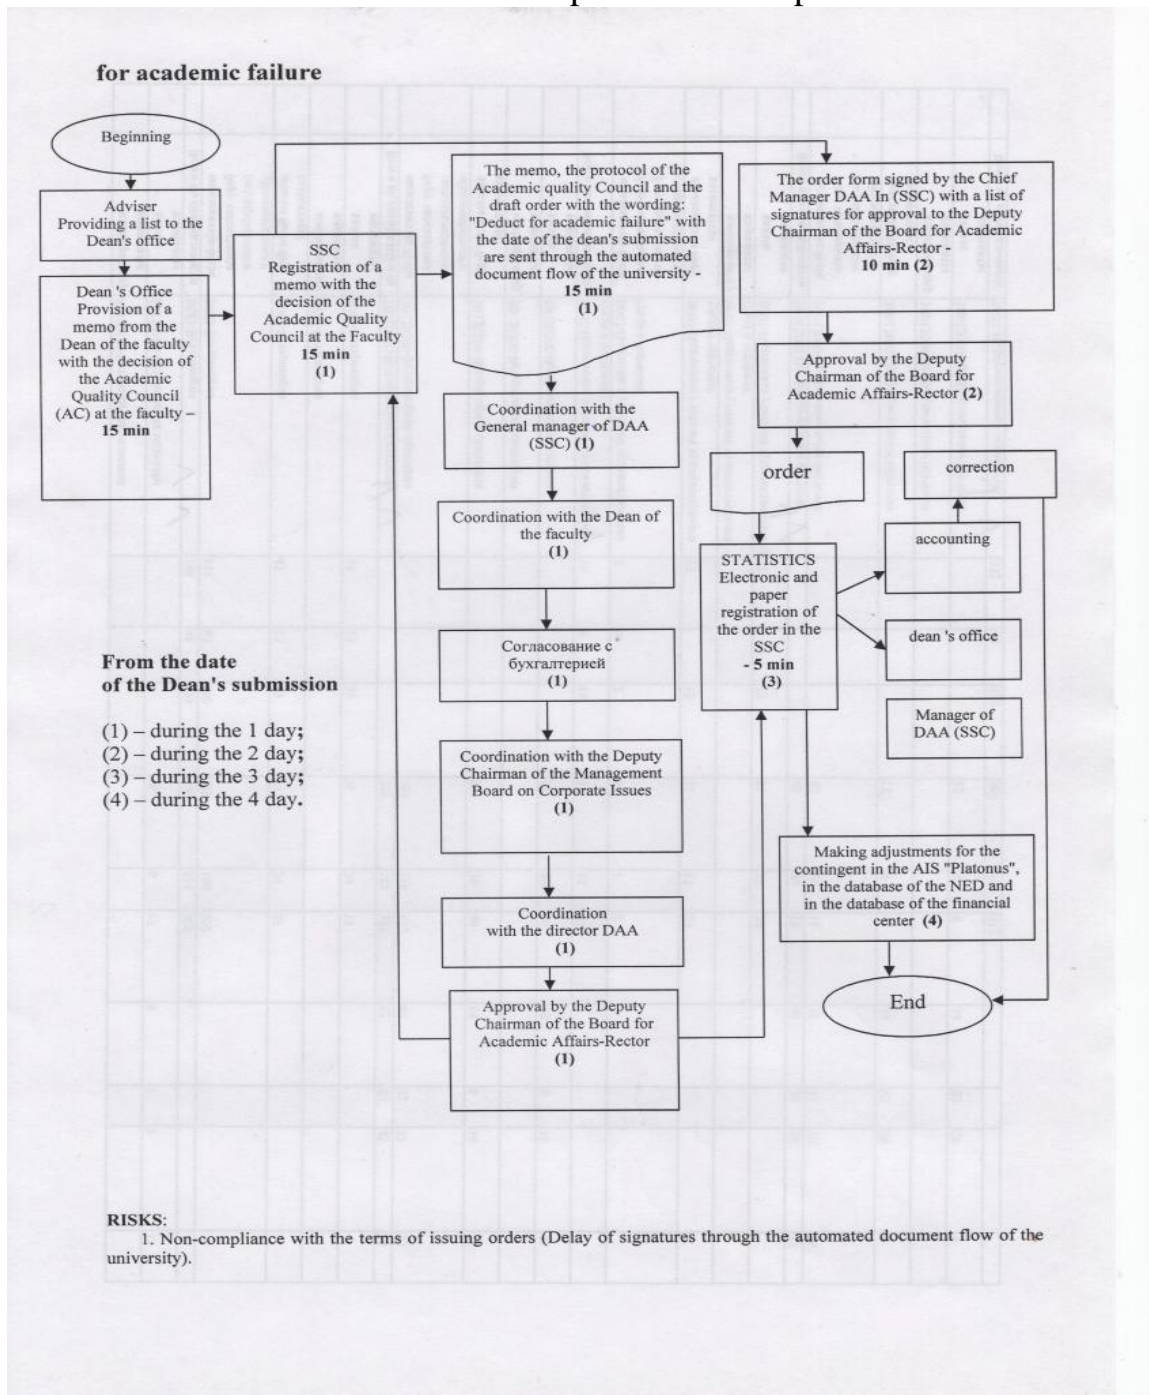 for academic failure
Beginning
Adviser
Providing a list to the
Dean's office
Dean 's Office
Provision of a
memo from the
Dean of the faculty
with the decision of
the Academic
Quality Council
(AC) at the faculty –
15 min
SSC
Registration of a
memo with the
decision of the
Academic Quality
Council at the Faculty
15 min
(1)
The memo, the protocol of the
Academic quality Council and the
draft order with the wording:
"Deduct for academic failure" with
the date of the dean's submission
are sent through the automated
document flow of the university -
15 min
(1)
Coordination with the
General manager of DAA
(SSC) (1)
Coordination with the Dean of
the faculty
(1)
Согласование с
бухгалтерией
(1)
Coordination with the Deputy
Chairman of the Management
Board on Corporate Issues
(1)
Coordination
with the director DAA
(1)
Approval by the Deputy
Chairman of the Board for
Academic Affairs-Rector
(1)
The order form signed by the Chief
Manager DAA In (SSC) with a list of
signatures for approval to the Deputy
Chairman of the Board for Academic
Affairs-Rector -
10 min (2)
Approval by the Deputy
Chairman of the Board for
Academic Affairs-Rector (2)
order
correction
STATISTICS
Electronic and
paper
registration of
the order in the
SSC
- 5 min
(3)
accounting
dean 's office
Manager of
DAA (SSC)
Making adjustments for the
contingent in the AIS "Platonus",
in the database of the NED and
in the database of the financial
center (4)
End
From the date
of the Dean's submission
(1) – during the 1 day;
(2) – during the 2 day;
(3) – during the 3 day;
(4) – during the 4 day.
RISKS:
1. Non-compliance with the terms of issuing orders (Delay of signatures through the automated document flow of the
university).